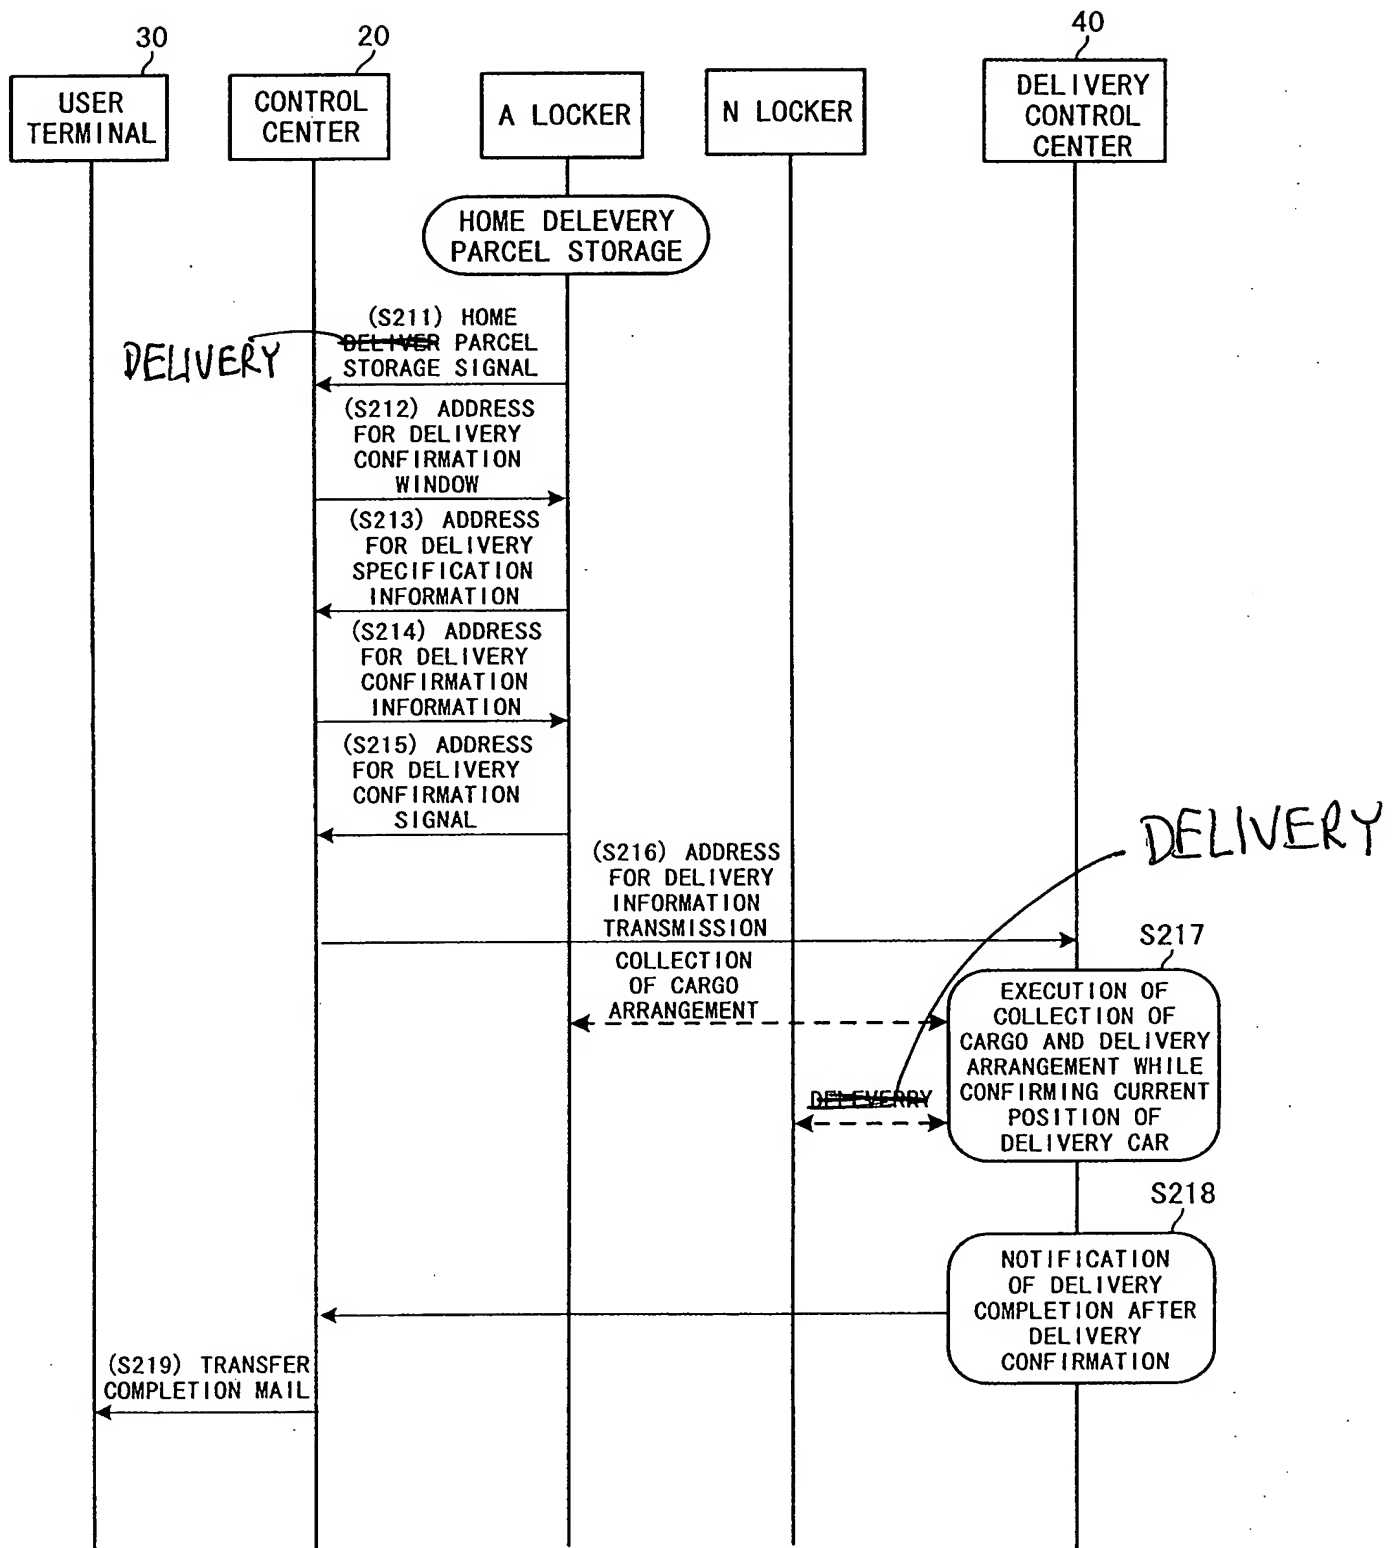 30
20
40
USER
TERMINAL
CONTROL
CENTER
A LOCKER
N LOCKER
DELIVERY
CONTROL
CENTER
HOME DELEVERY
PARCEL STORAGE
(S211) HOME
DELIVER PARCEL
STORAGE SIGNAL
DELIVERY
(S212) ADDRESS
FOR DELIVERY
CONFIRMATION
WINDOW
(S213) ADDRESS
FOR DELIVERY
SPECIFICATION
INFORMATION
(S214) ADDRESS
FOR DELIVERY
CONFIRMATION
INFORMATION
(S215) ADDRESS
FOR DELIVERY
CONFIRMATION
SIGNAL
DELIVERY
(S216) ADDRESS
FOR DELIVERY
INFORMATION
TRANSMISSION
COLLECTION
OF CARGO
ARRANGEMENT
S217
EXECUTION OF
COLLECTION OF
CARGO AND DELIVERY
ARRANGEMENT WHILE
CONFIRMING CURRENT
POSITION OF
DELIVERY CAR
DELEVERRY
S218
NOTIFICATION
OF DELIVERY
COMPLETION AFTER
DELIVERY
CONFIRMATION
(S219) TRANSFER
COMPLETION MAIL